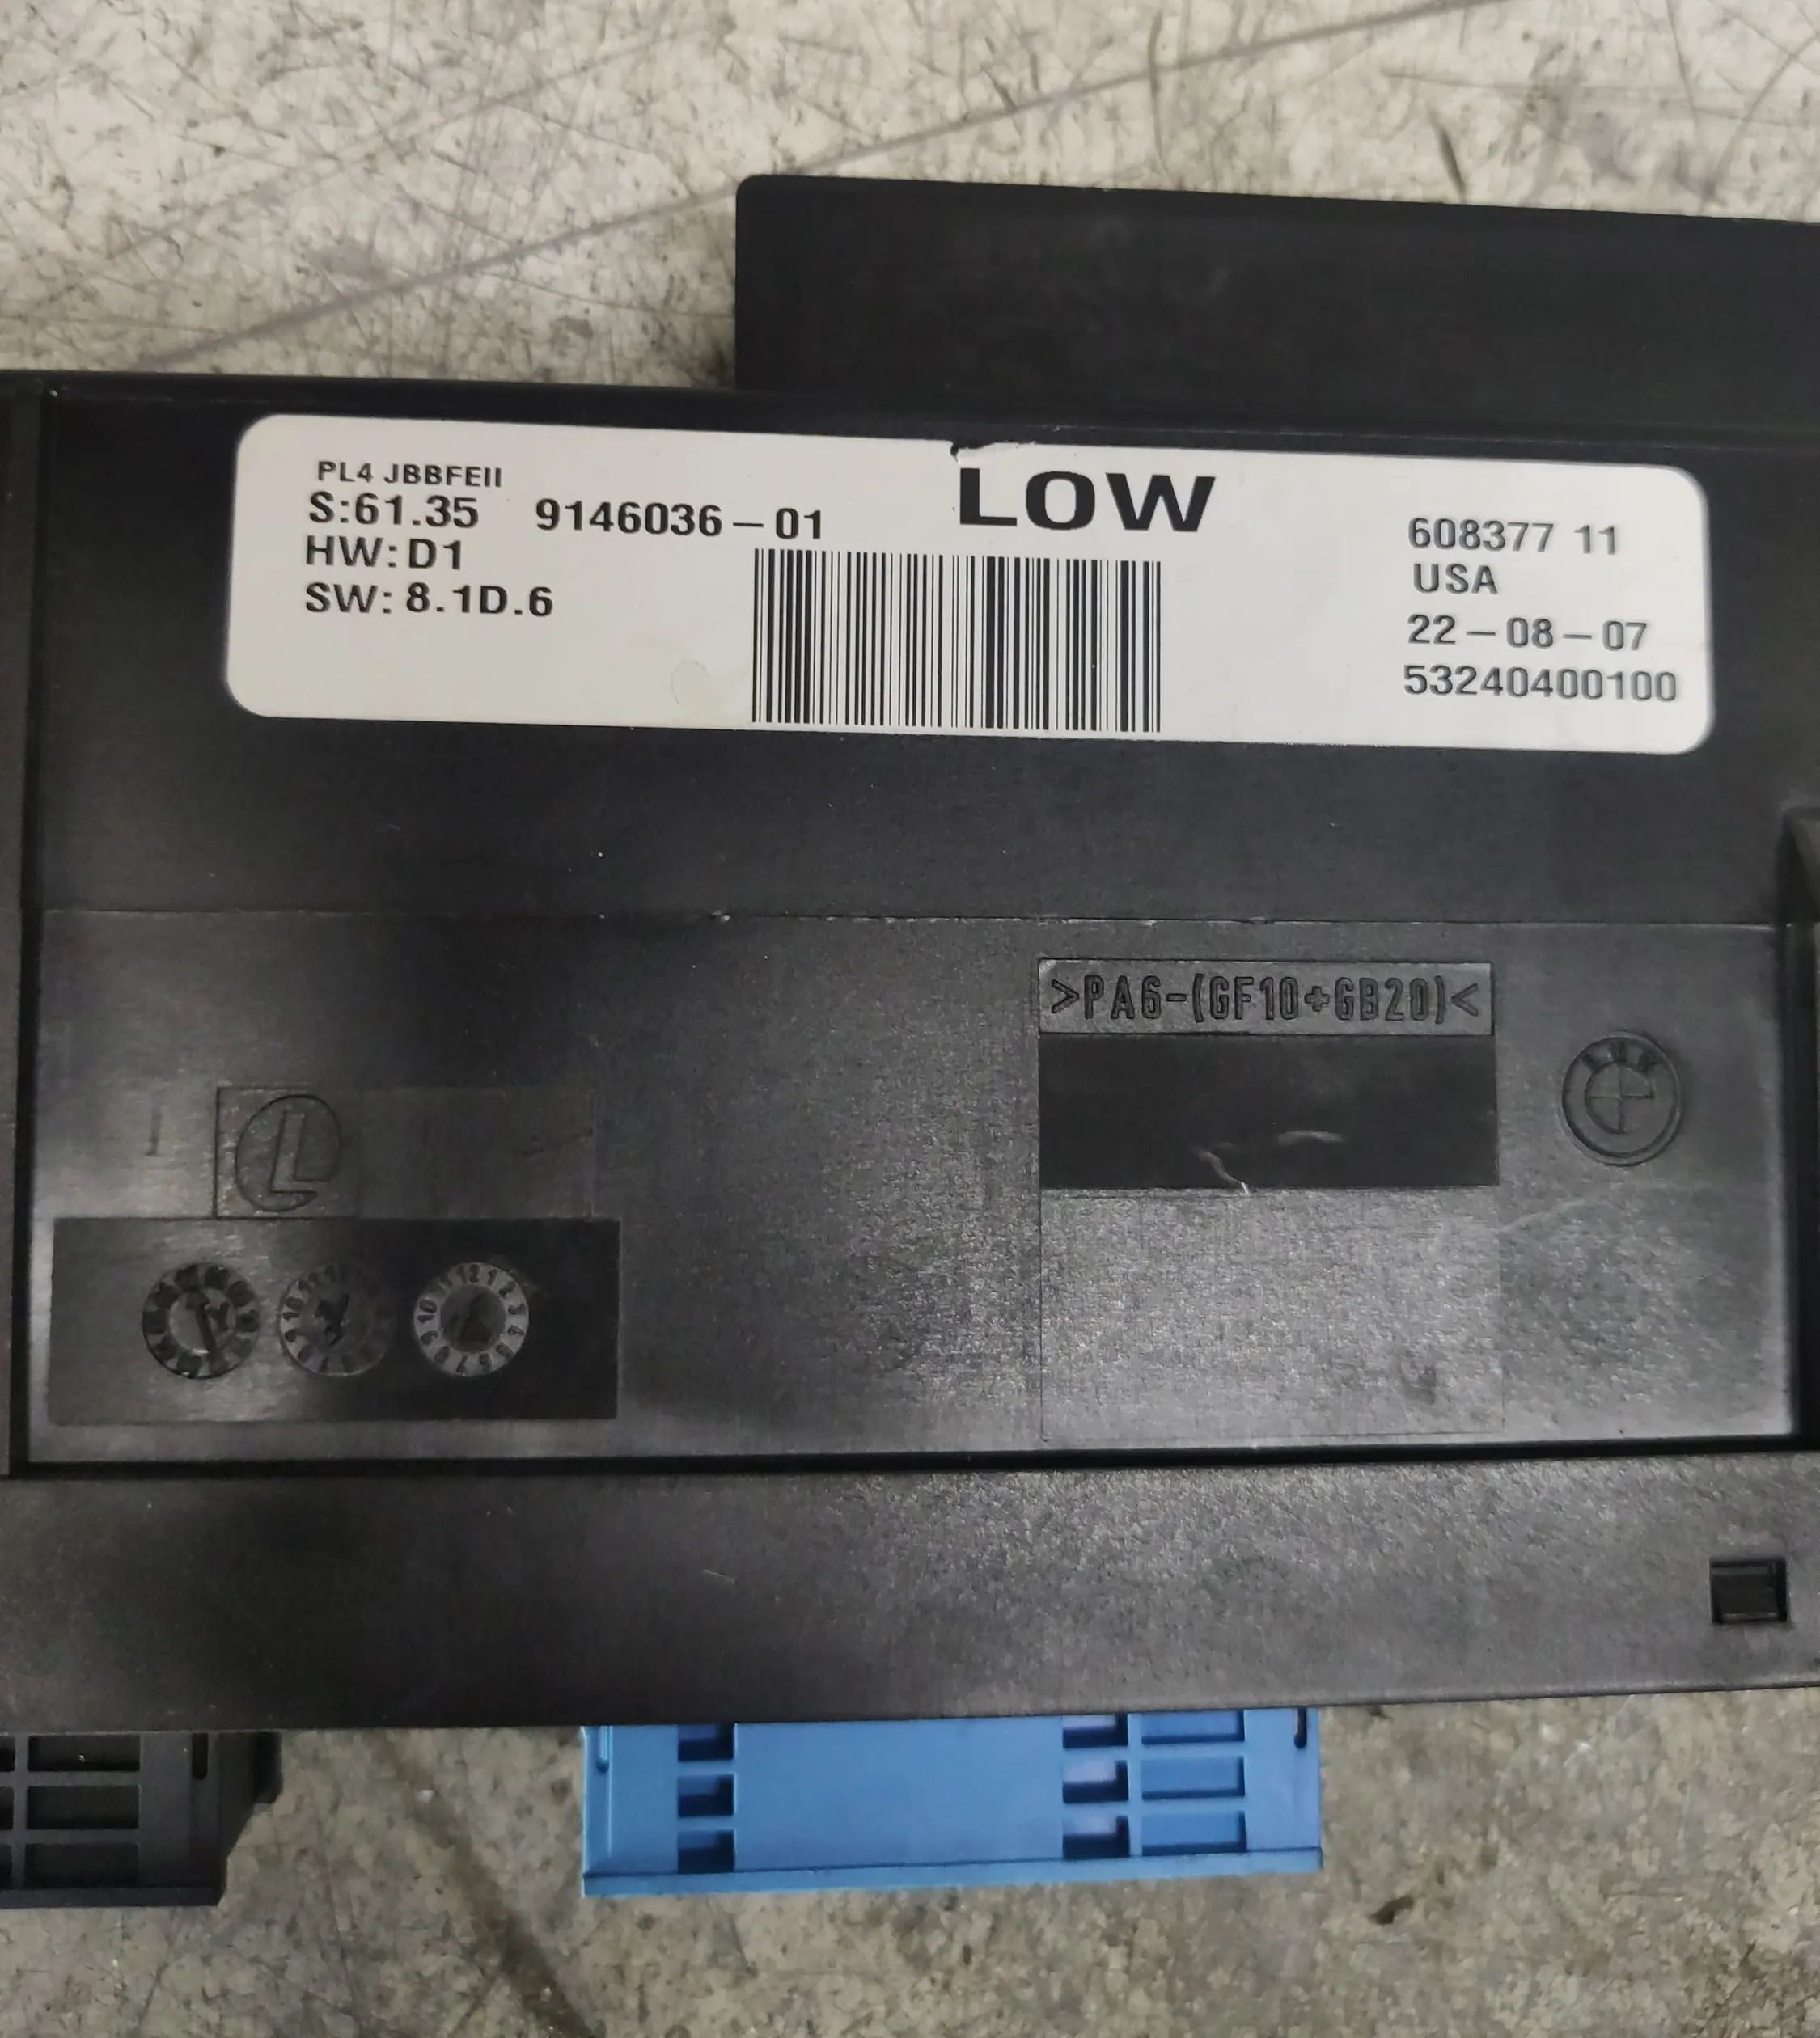 PL4 JBBFEII
S:61.35 9146036-01
HW:D1
SW: 8.1D.6
LOW
608377 11
USA
22-08-07
53240400100
>PA6-(GF10+GB20)<
L